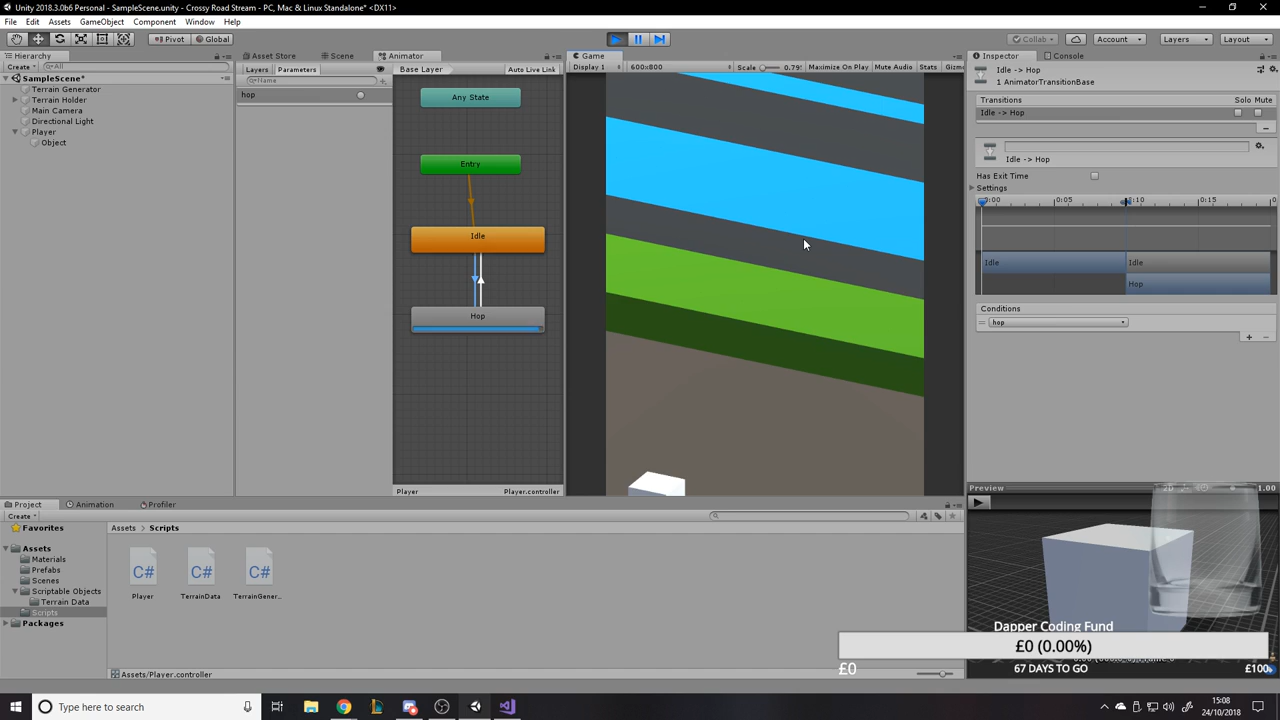 Unity 2018.3.0b6 Personal - SampleScene.unity - Crossy Road Stream - PC, Mac & Linux Standalone* <DX11>
File Edit Assets GameObject Component Window Help
Pivot Global
Collab Account Layers Layout
Hierarchy
Create All
SampleScene*
Terrain Generator
Terrain Holder
Main Camera
Directional Light
Player
Object
Asset Store Scene Animator
Layers Parameters
Name
hop
Base Layer Auto Live Link
Any State
Entry
Idle
Hop
Player Player.controller
Game
Display 1 600x800 Scale 0.79 Maximize On Play Mute Audio Stats Gizm
Inspector Console
Idle -> Hop
1 AnimatorTransitionBase
Transitions Solo Mute
Idle -> Hop
Idle -> Hop
Has Exit Time
Settings
0:00 0:05 0:10 0:15 0
Idle Idle
Hop
Conditions
hop
Preview 2D 1.00
Project Animation Profiler
Create
Favorites
Assets
Materials
Prefabs
Scenes
Scriptable Objects
Terrain Data
Scripts
Packages
Assets Scripts
Player TerrainData TerrainGener...
Assets/Player.controller
Dapper Coding Fund
£0 (0.00%)
£0 67 DAYS TO GO £100
Type here to search
15:08
24/10/2018